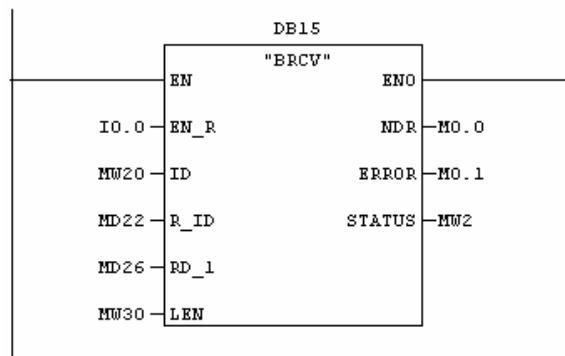 DB15
"BRCV"
EN ENO
I0.0 EN_R NDR M0.0
MW20 ID ERROR M0.1
MD22 R_ID STATUS MW2
MD26 RD_1
MW30 LEN